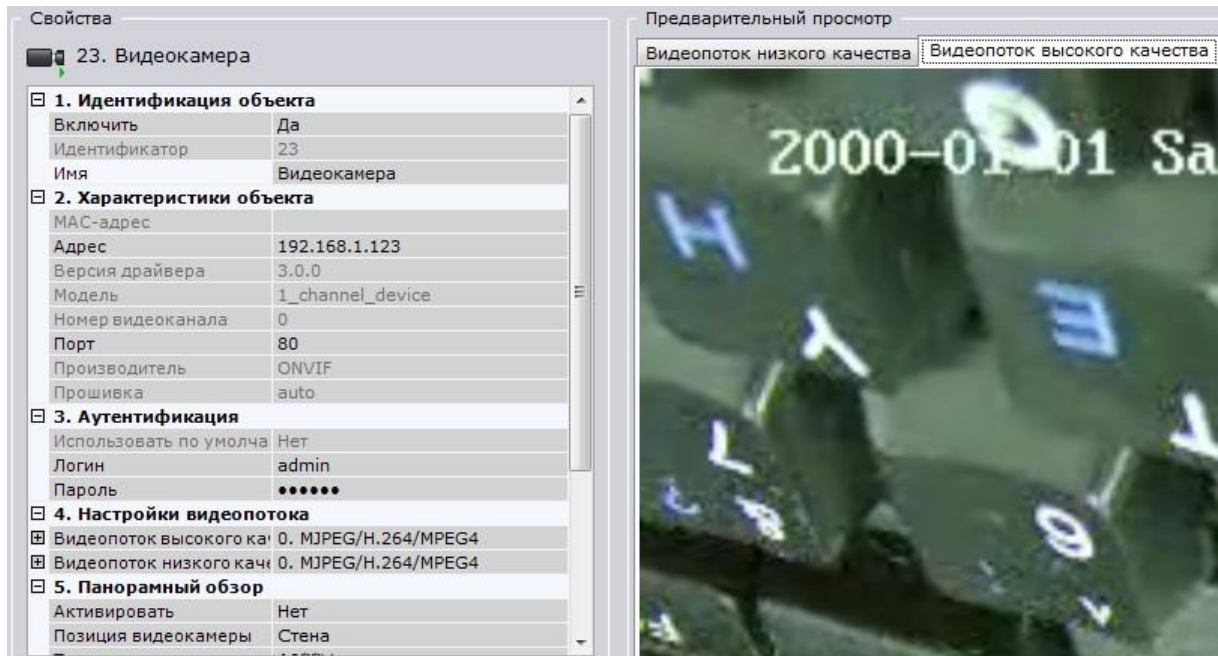 Свойства
23. Видеокамера
1. Идентификация объекта
Включить Да
Идентификатор 23
Имя Видеокамера
2. Характеристики объекта
MAC-адрес
Адрес 192.168.1.123
Версия драйвера 3.0.0
Модель 1_channel_device
Номер видеоканала 0
Порт 80
Производитель ONVIF
Прошивка auto
3. Аутентификация
Использовать по умолча Нет
Логин admin
Пароль ••••••
4. Настройки видеопотока
Видеопоток высокого ка 0. MJPEG/H.264/MPEG4
Видеопоток низкого каче 0. MJPEG/H.264/MPEG4
5. Панорамный обзор
Активировать Нет
Позиция видеокамеры Стена
Предварительный просмотр
Видеопоток низкого качества Видеопоток высокого качества
2000-01-01 Sa
H